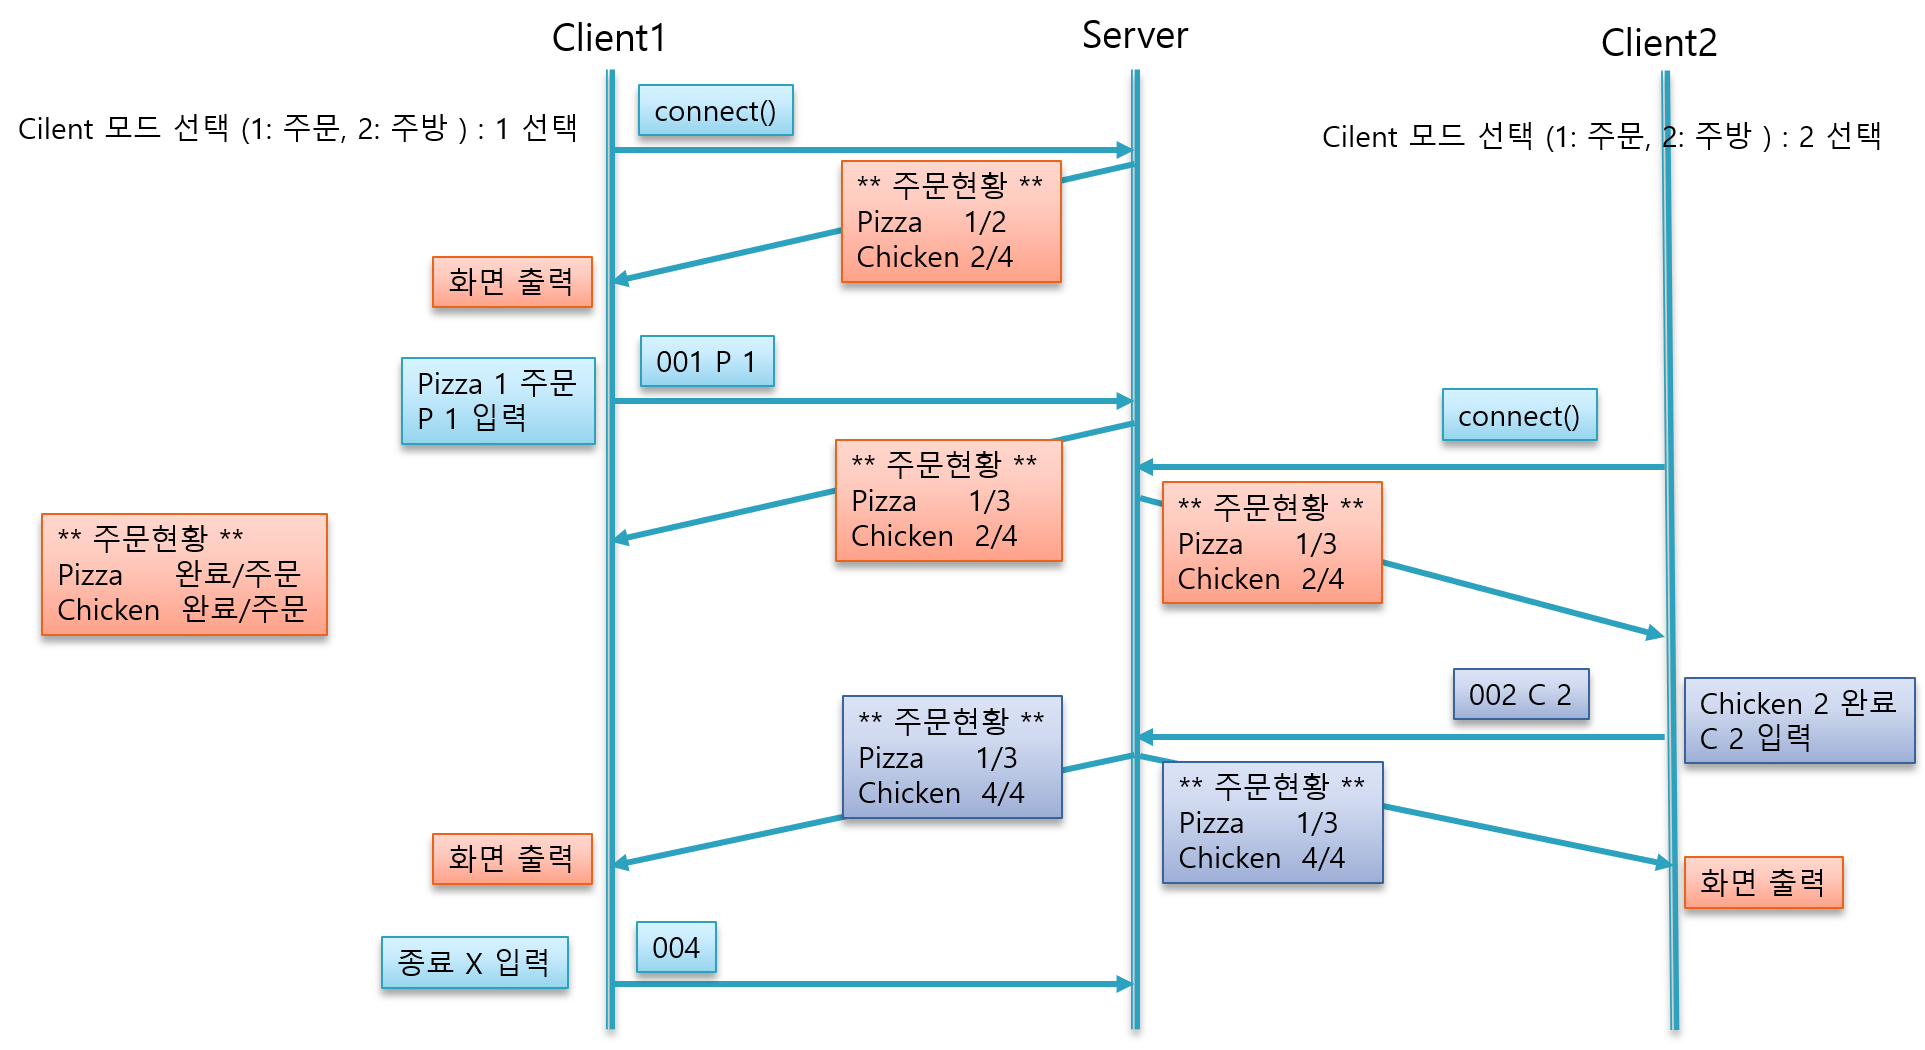 Client1
Server
Client2
Cilent 모드 선택 (1: 주문, 2: 주방 ) : 1 선택
connect()
Cilent 모드 선택 (1: 주문, 2: 주방 ) : 2 선택
** 주문현황 **
Pizza 1/2
Chicken 2/4
화면 출력
001 P 1
Pizza 1 주문
P 1 입력
connect()
** 주문현황 **
Pizza 1/3
Chicken 2/4
** 주문현황 **
Pizza 1/3
Chicken 2/4
** 주문현황 **
Pizza 완료/주문
Chicken 완료/주문
002 C 2
Chicken 2 완료
C 2 입력
** 주문현황 **
Pizza 1/3
Chicken 4/4
** 주문현황 **
Pizza 1/3
Chicken 4/4
화면 출력
화면 출력
004
종료 X 입력